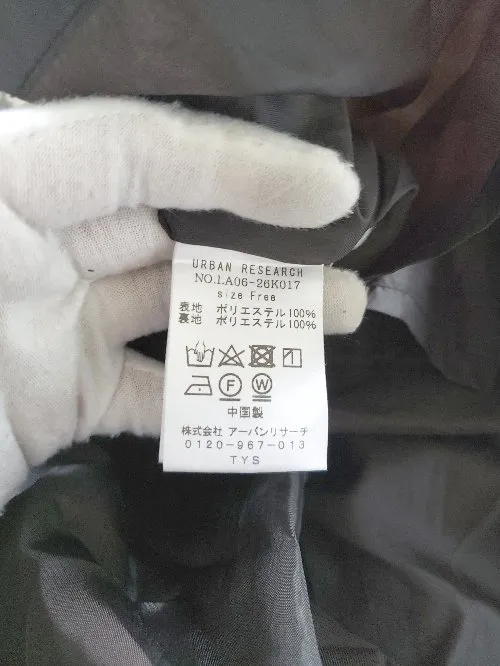 URBAN RESEARCH
NO.LA06-26K017
size Free
表地 ポリエステル100%
裏地 ポリエステル100%
F W
中国製
株式会社 アーバンリサーチ
0120-967-013
TYS